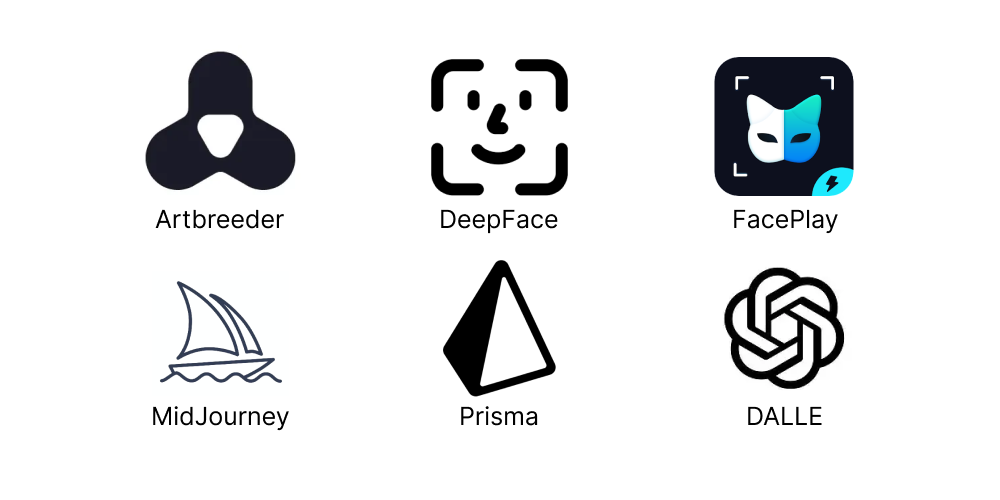 Artbreeder
DeepFace
FacePlay
MidJourney
Prisma
DALLE